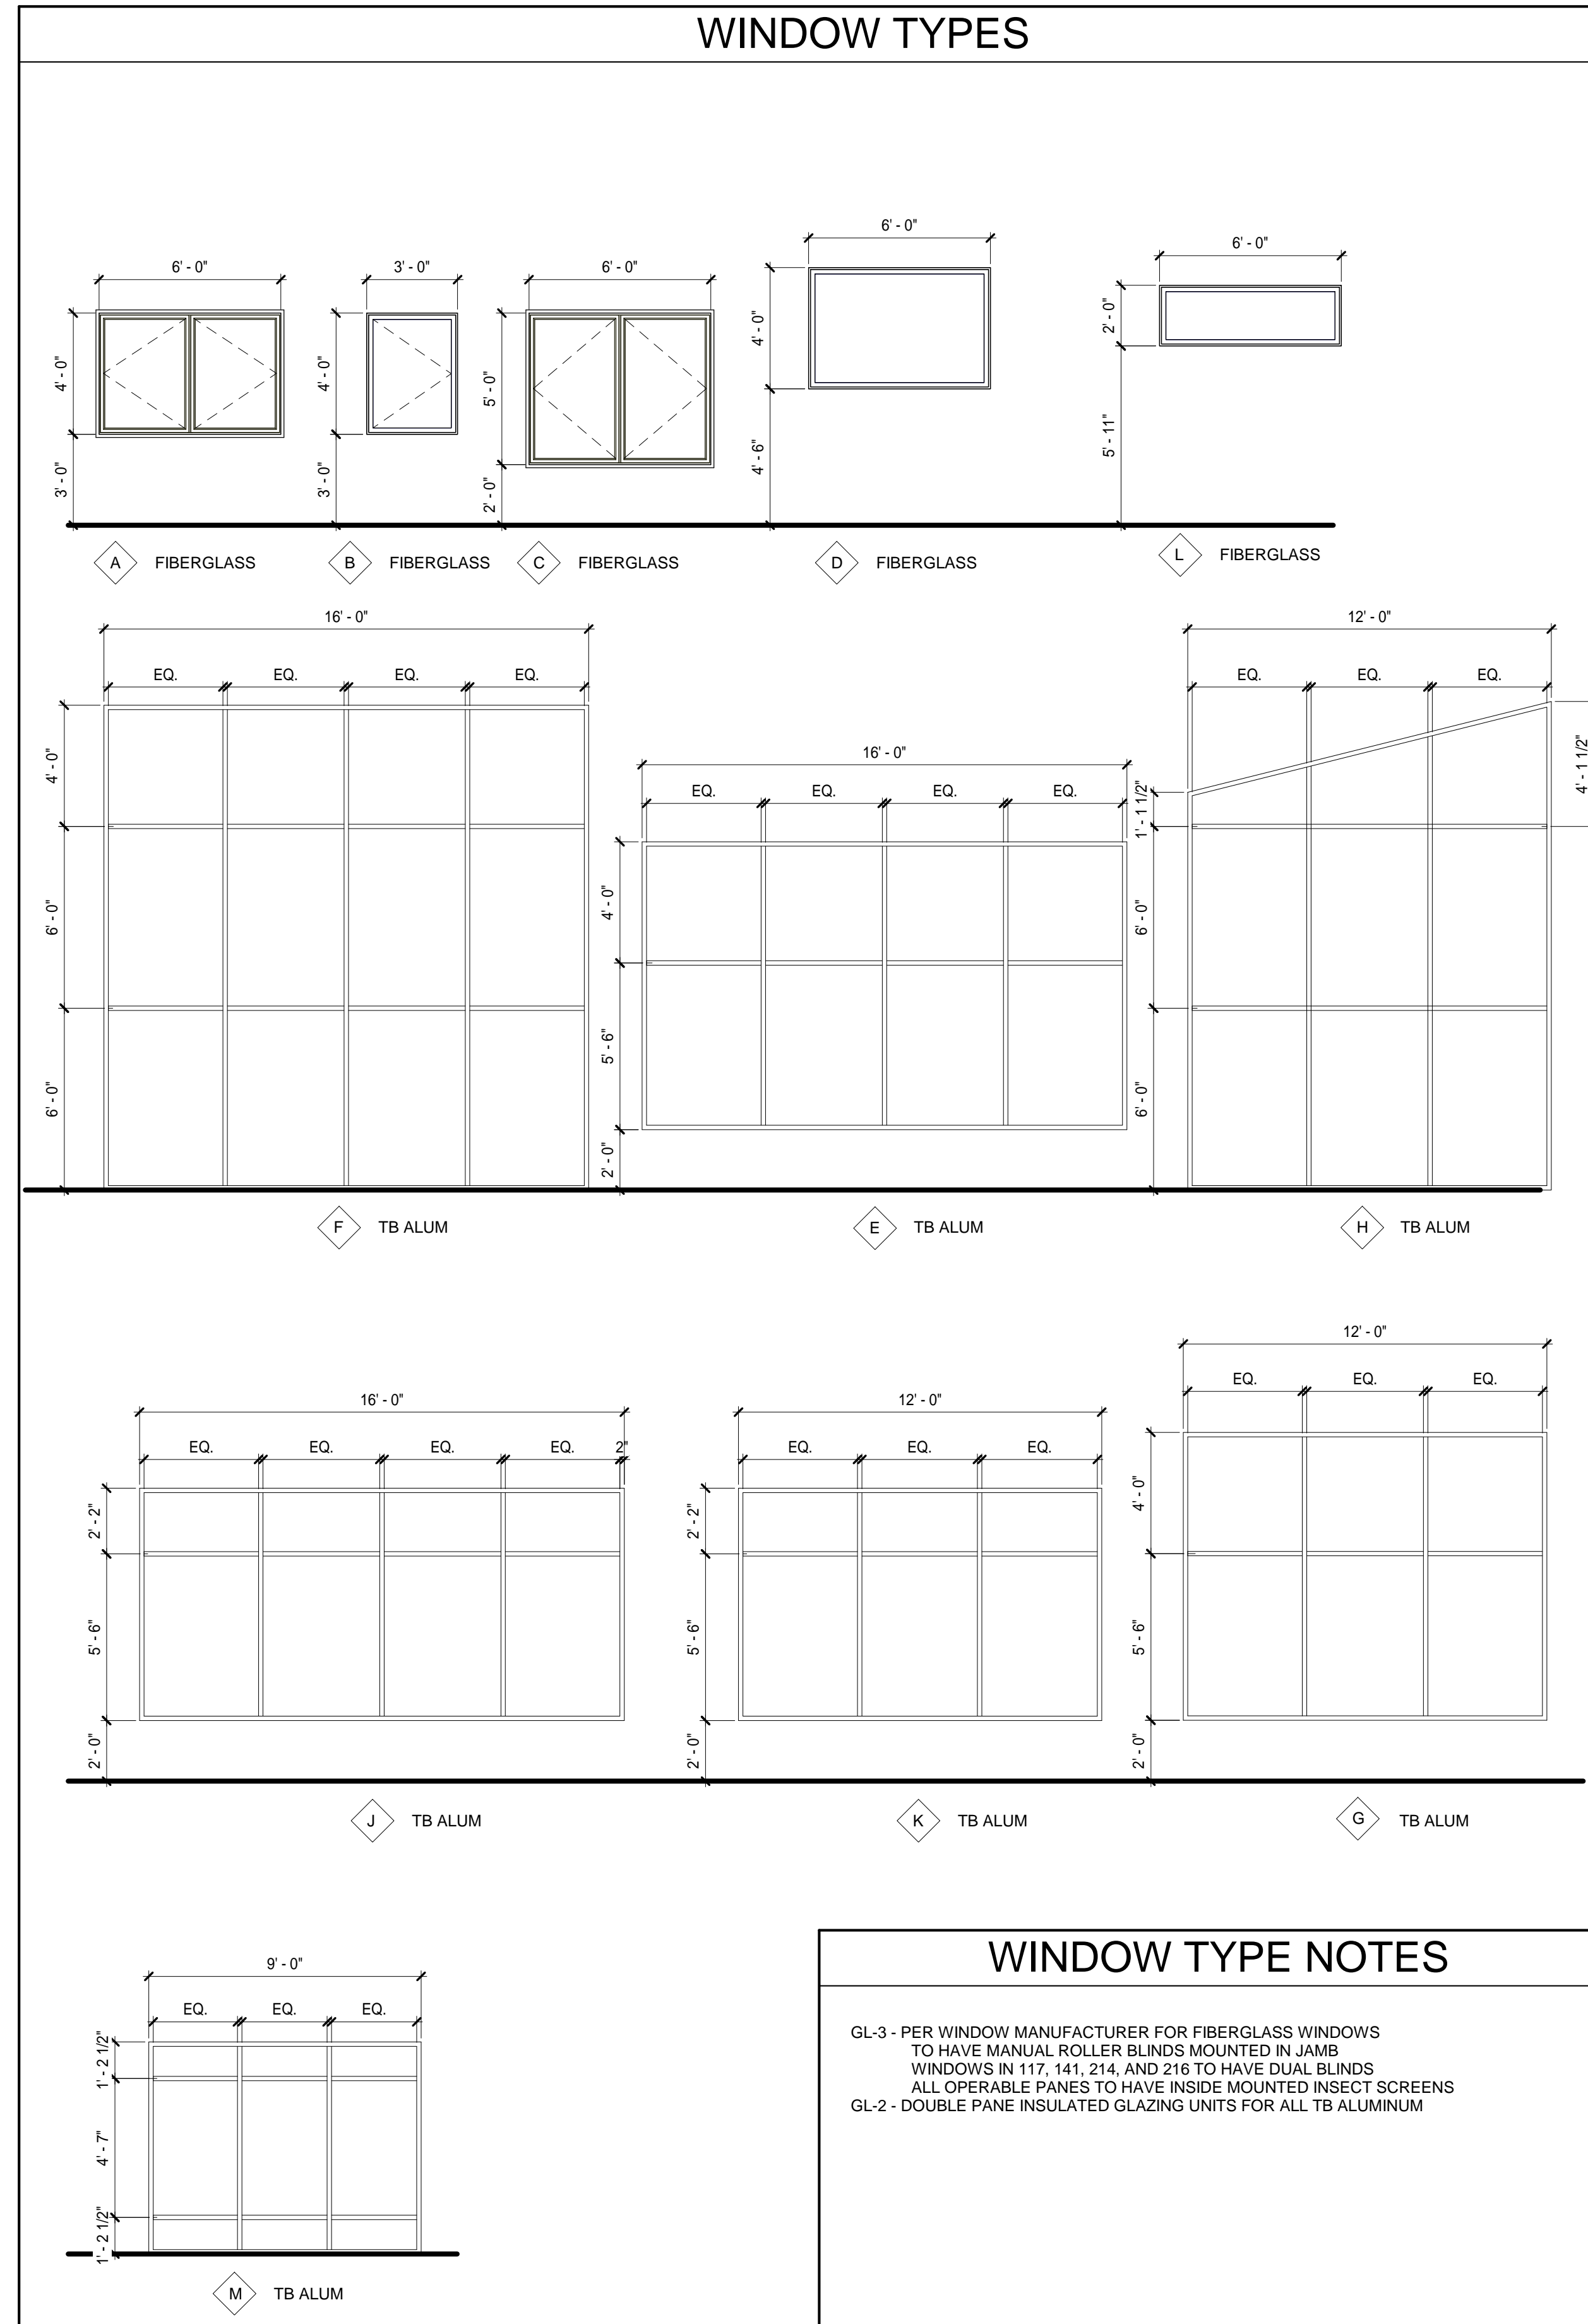 WINDOW TYPES
6' - 0"
3' - 0"
6' - 0"
6' - 0"
6' - 0"
4' - 0"
3' - 0"
4' - 0"
3' - 0"
5' - 0"
2' - 0"
4' - 0"
4' - 6"
2' - 0"
5' - 11"
A FIBERGLASS
B FIBERGLASS
C FIBERGLASS
D FIBERGLASS
L FIBERGLASS
16' - 0"
EQ. EQ. EQ. EQ.
4' - 0"
6' - 0"
6' - 0"
F TB ALUM
16' - 0"
EQ. EQ. EQ. EQ.
4' - 0"
5' - 6"
2' - 0"
E TB ALUM
12' - 0"
EQ. EQ. EQ.
1' - 1 1/2"
6' - 0"
6' - 0"
4' - 1 1/2"
H TB ALUM
16' - 0"
EQ. EQ. EQ. EQ. 2"
2' - 2"
5' - 6"
2' - 0"
J TB ALUM
12' - 0"
EQ. EQ. EQ.
2' - 2"
5' - 6"
2' - 0"
K TB ALUM
12' - 0"
EQ. EQ. EQ.
4' - 0"
5' - 6"
2' - 0"
G TB ALUM
9' - 0"
EQ. EQ. EQ.
1' - 2 1/2"
4' - 7"
1' - 2 1/2"
M TB ALUM
WINDOW TYPE NOTES
GL-3 - PER WINDOW MANUFACTURER FOR FIBERGLASS WINDOWS
TO HAVE MANUAL ROLLER BLINDS MOUNTED IN JAMB
WINDOWS IN 117, 141, 214, AND 216 TO HAVE DUAL BLINDS
ALL OPERABLE PANES TO HAVE INSIDE MOUNTED INSECT SCREENS
GL-2 - DOUBLE PANE INSULATED GLAZING UNITS FOR ALL TB ALUMINUM